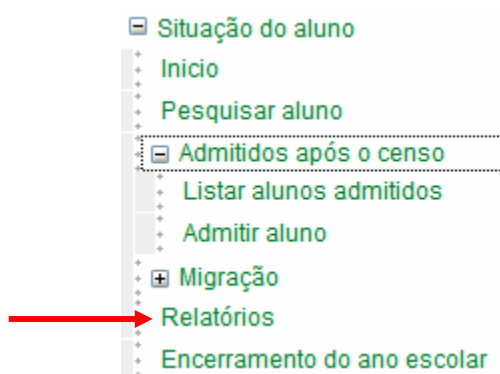 Situação do aluno
Inicio
Pesquisar aluno
Admitidos após o censo
Listar alunos admitidos
Admitir aluno
Migração
Relatórios
Encerramento do ano escolar